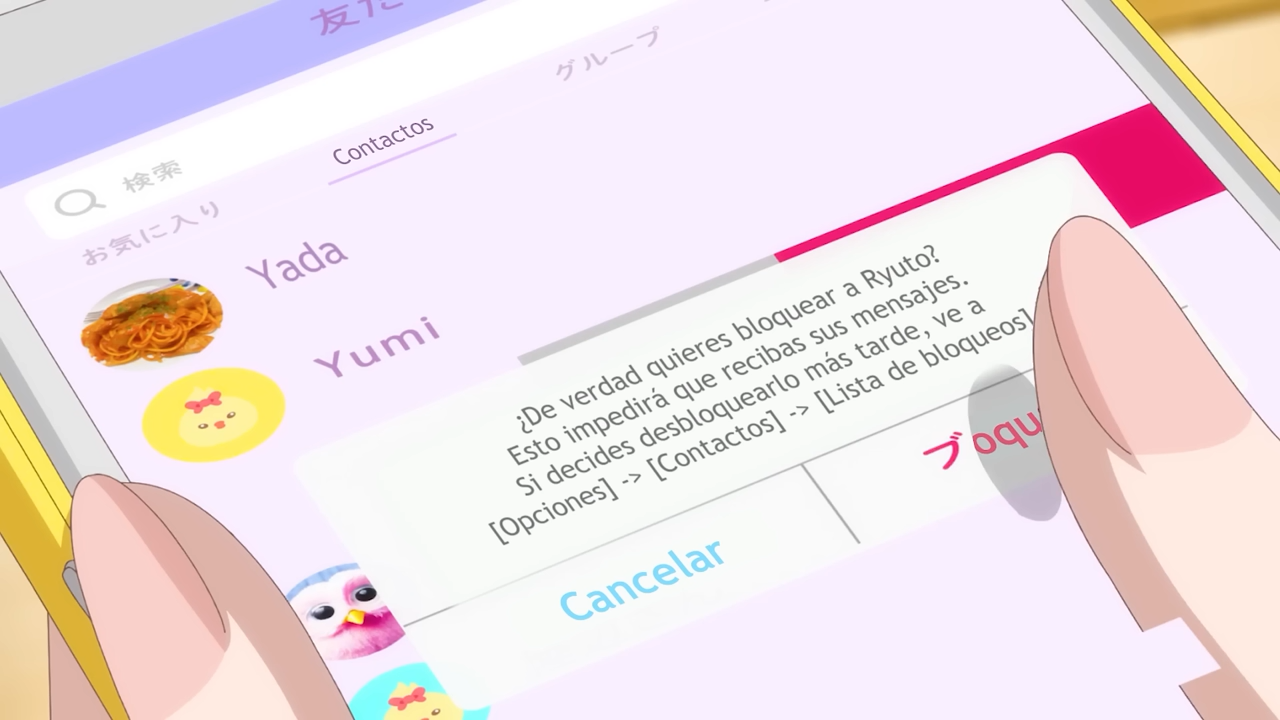 友だ
検索
お気に入り
Contactos
グループ
Yada
Yumi
¿De verdad quieres bloquear a Ryuto?
Esto impedirá que recibas sus mensajes.
Si decides desbloquearlo más tarde, ve a
[Opciones] -> [Contactos] -> [Lista de bloqueos]
Cancelar
ブoqu